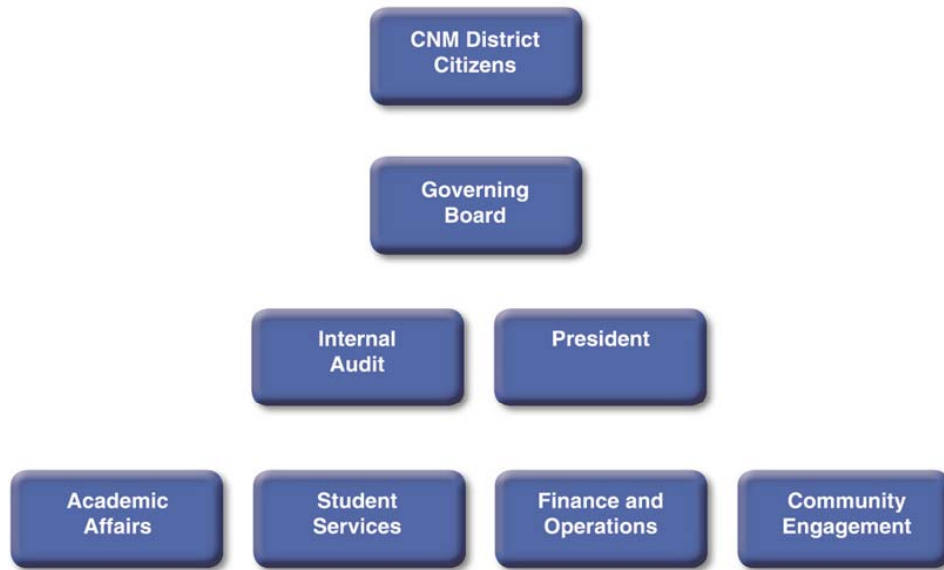 CNM District
Citizens
Governing
Board
Internal
Audit
President
Academic
Affairs
Student
Services
Finance and
Operations
Community
Engagement